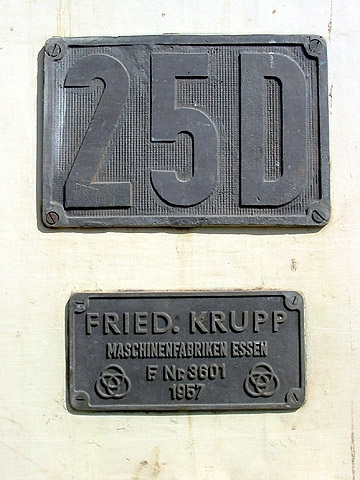 25D
FRIED. KRUPP
MASCHINENFABRIKEN ESSEN
F Nr. 3601
1957